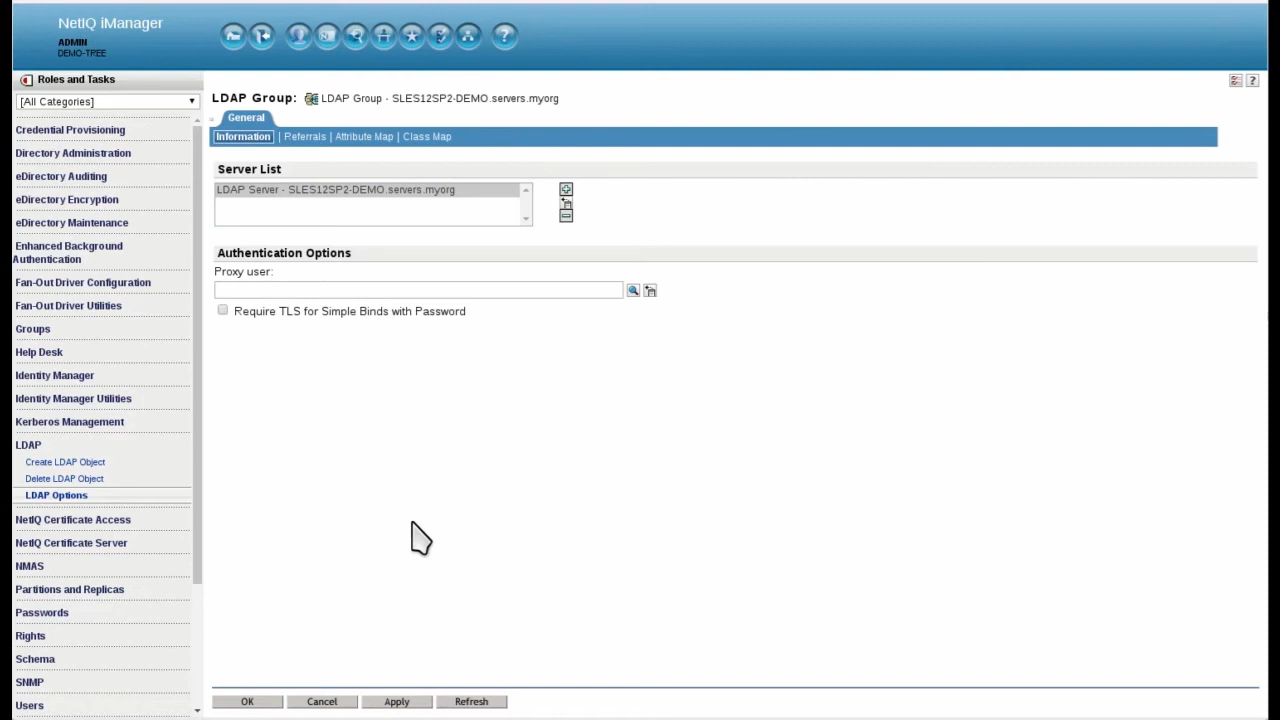 NetIQ iManager
ADMIN
DEMO-TREE
Roles and Tasks
[All Categories]
Credential Provisioning
Directory Administration
eDirectory Auditing
eDirectory Encryption
eDirectory Maintenance
Enhanced Background
Authentication
Fan-Out Driver Configuration
Fan-Out Driver Utilities
Groups
Help Desk
Identity Manager
Identity Manager Utilities
Kerberos Management
LDAP
Create LDAP Object
Delete LDAP Object
LDAP Options
NetIQ Certificate Access
NetIQ Certificate Server
NMAS
Partitions and Replicas
Passwords
Rights
Schema
SNMP
Users
LDAP Group: LDAP Group - SLES12SP2-DEMO.servers.myorg
General
Information | Referrals | Attribute Map | Class Map
Server List
LDAP Server - SLES12SP2-DEMO.servers.myorg
Authentication Options
Proxy user:
Require TLS for Simple Binds with Password
OK Cancel Apply Refresh